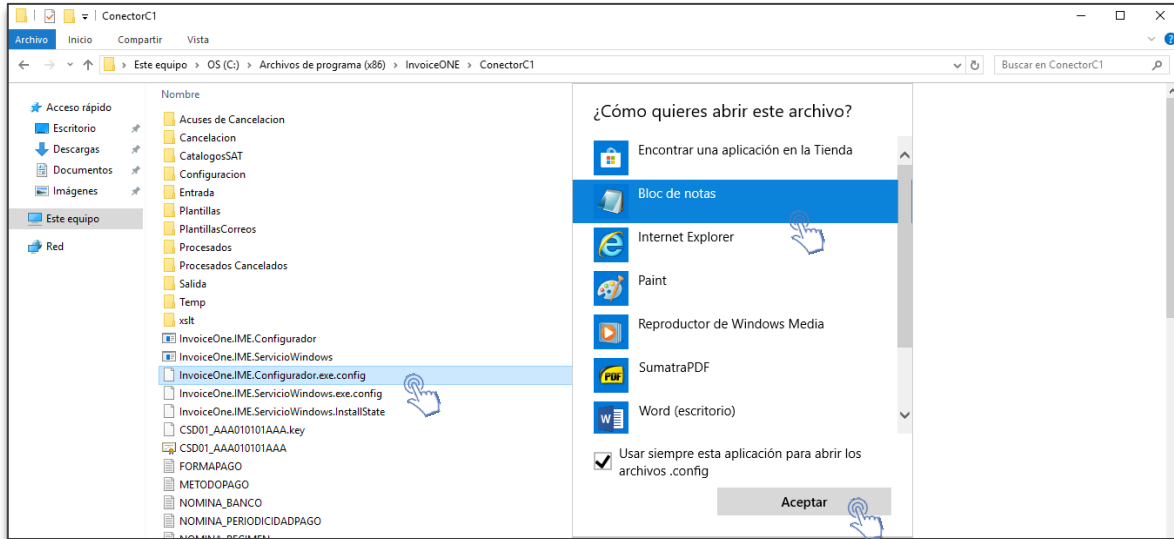 ConectorC1
Archivo Inicio Compartir Vista
Este equipo > OS (C:) > Archivos de programa (x86) > InvoiceONE > ConectorC1
Buscar en ConectorC1
Acceso rápido
Escritorio
Descargas
Documentos
Imágenes
Este equipo
Red
Nombre
Acuses de Cancelacion
Cancelacion
CatalogosSAT
Configuracion
Entrada
Plantillas
PlantillasCorreos
Procesados
Procesados Cancelados
Salida
Temp
xslt
InvoiceOne.IME.Configurador
InvoiceOne.IME.ServicioWindows
InvoiceOne.IME.Configurador.exe.config
InvoiceOne.IME.ServicioWindows.exe.config
InvoiceOne.IME.ServicioWindows.InstallState
CSD01_AAA010101AAA.key
CSD01_AAA010101AAA
FORMAPAGO
METODOPAGO
NOMINA_BANCO
NOMINA_PERIODICIDADPAGO
NOMINA_REGIMEN
¿Cómo quieres abrir este archivo?
Encontrar una aplicación en la Tienda
Bloc de notas
Internet Explorer
Paint
Reproductor de Windows Media
SumatraPDF
PDF
Word (escritorio)
Usar siempre esta aplicación para abrir los
archivos .config
Aceptar